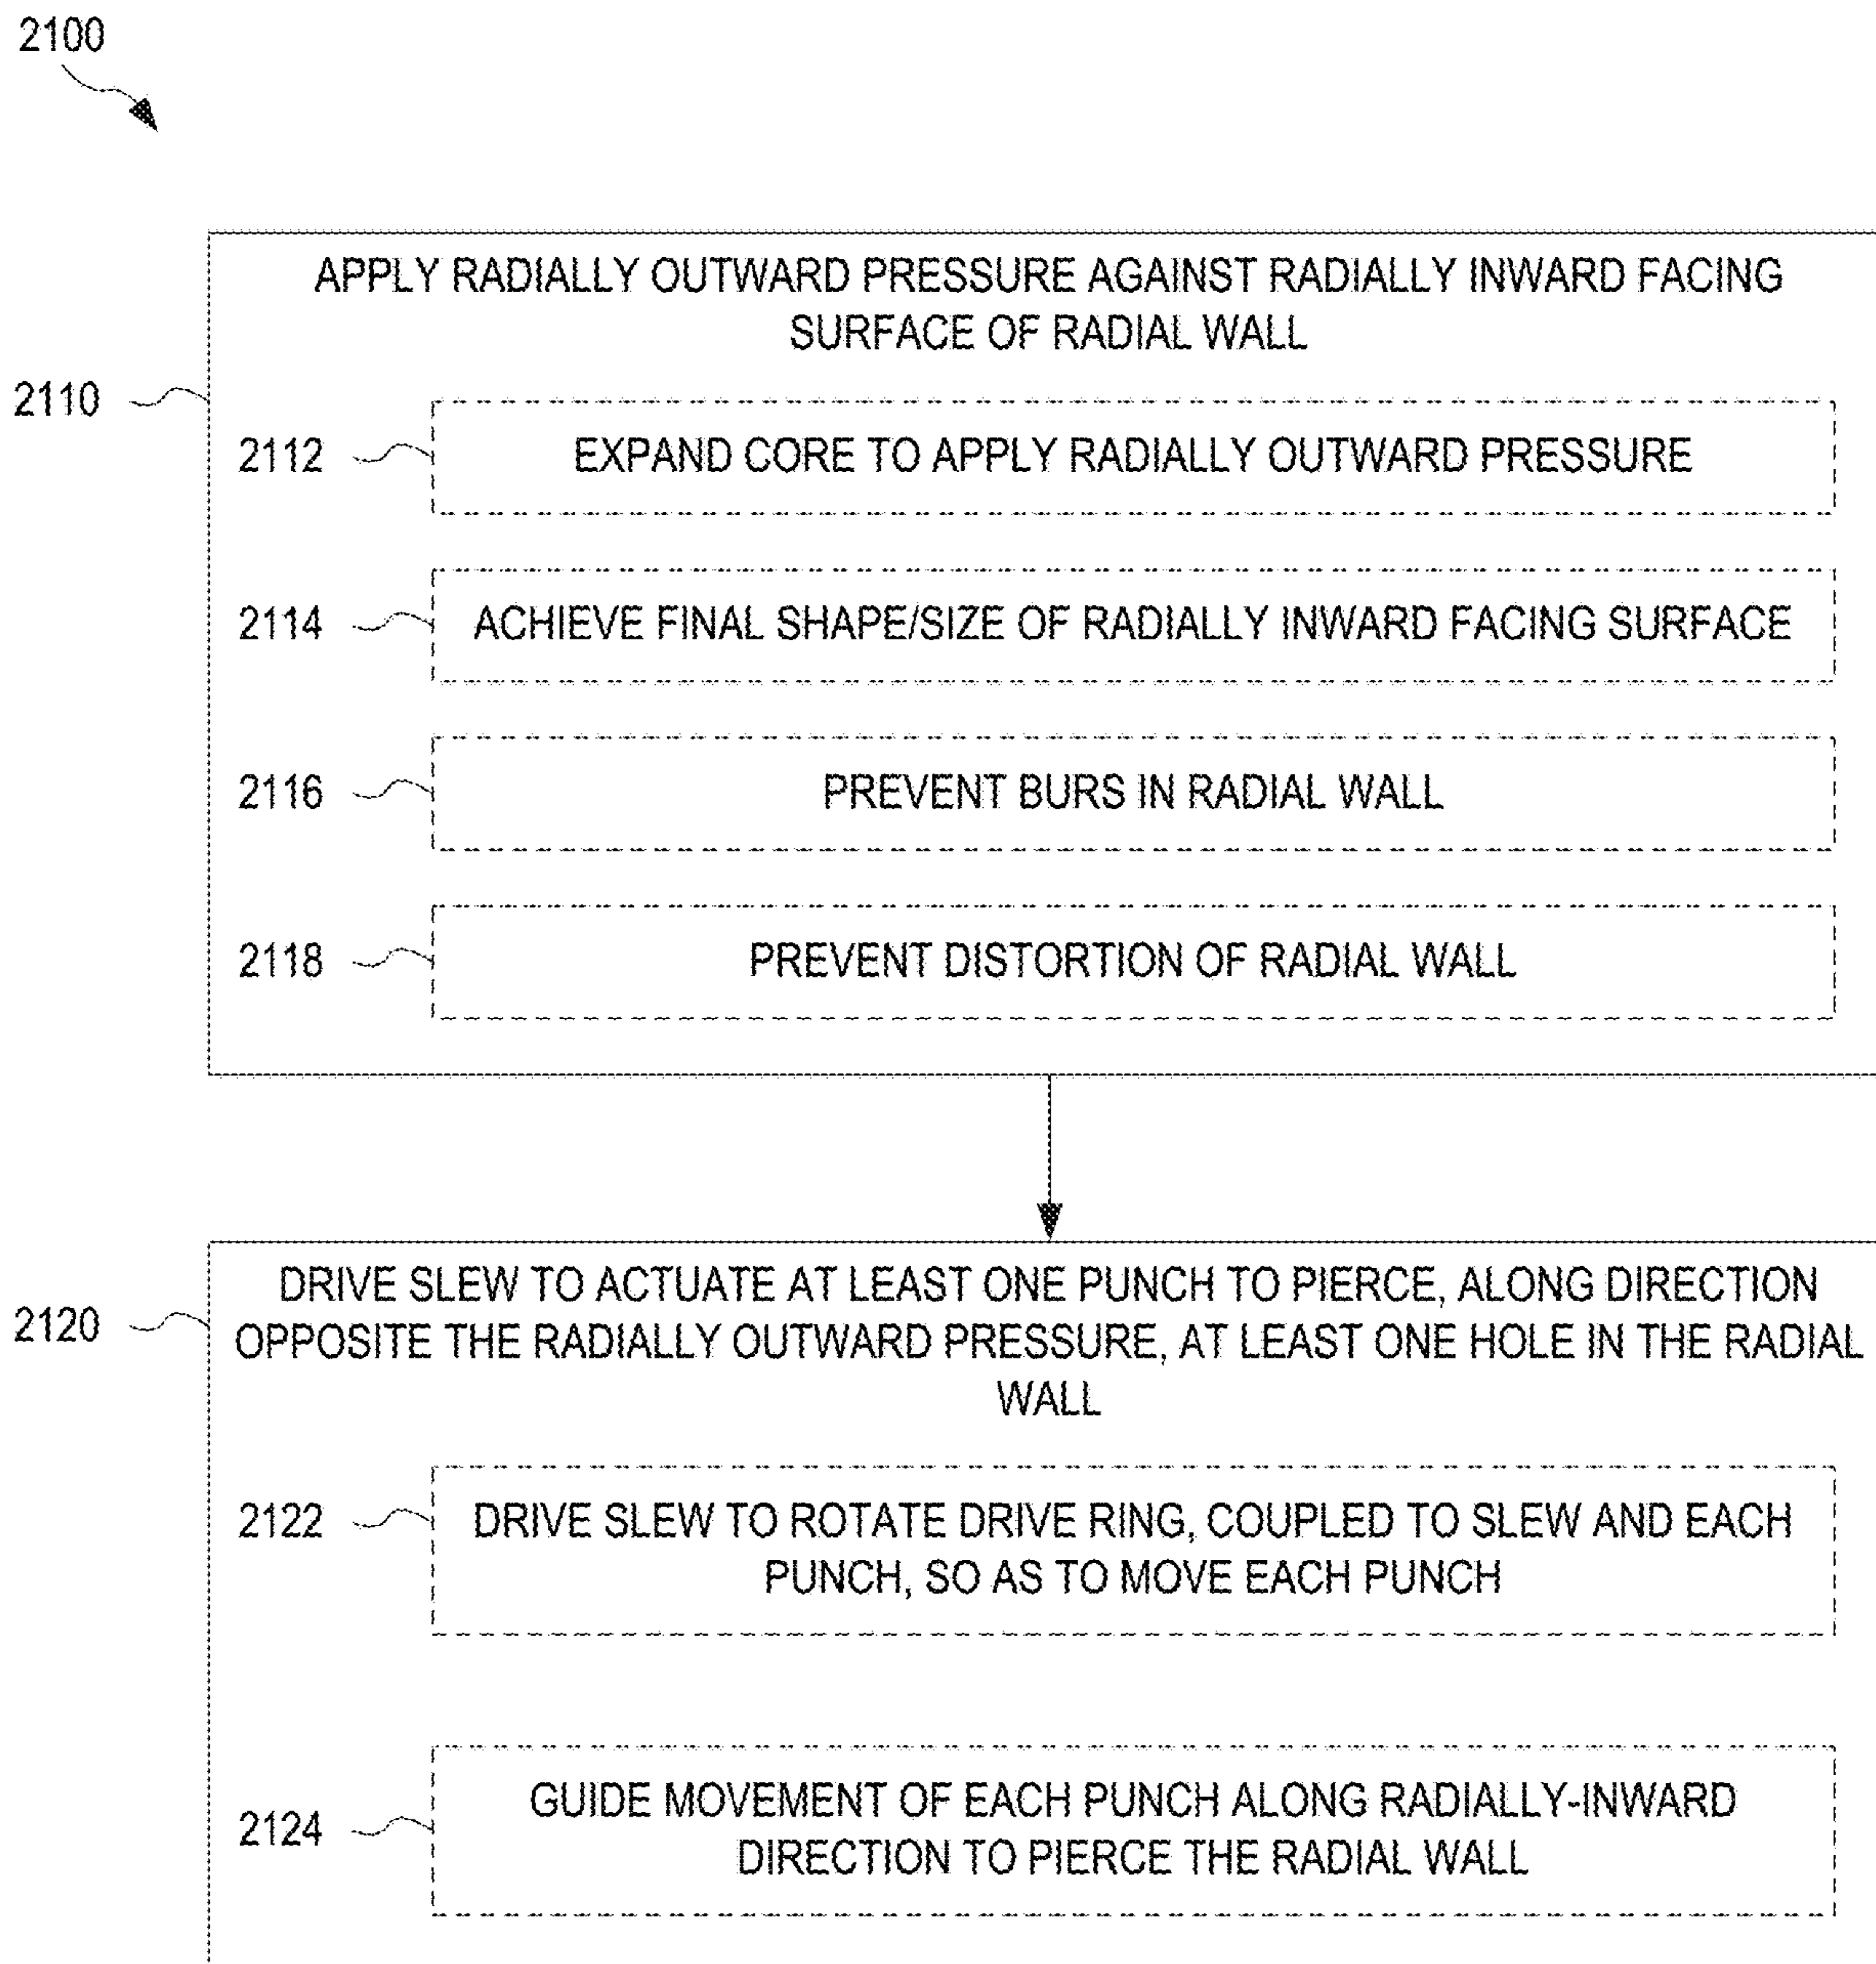 2100
APPLY RADIALLY OUTWARD PRESSURE AGAINST RADIALLY INWARD FACING
SURFACE OF RADIAL WALL
2110
2112
EXPAND CORE TO APPLY RADIALLY OUTWARD PRESSURE
2114
ACHIEVE FINAL SHAPE/SIZE OF RADIALLY INWARD FACING SURFACE
2116
PREVENT BURS IN RADIAL WALL
2118
PREVENT DISTORTION OF RADIAL WALL
DRIVE SLEW TO ACTUATE AT LEAST ONE PUNCH TO PIERCE, ALONG DIRECTION
OPPOSITE THE RADIALLY OUTWARD PRESSURE, AT LEAST ONE HOLE IN THE RADIAL
WALL
2120
2122
DRIVE SLEW TO ROTATE DRIVE RING, COUPLED TO SLEW AND EACH
PUNCH, SO AS TO MOVE EACH PUNCH
2124
GUIDE MOVEMENT OF EACH PUNCH ALONG RADIALLY-INWARD
DIRECTION TO PIERCE THE RADIAL WALL